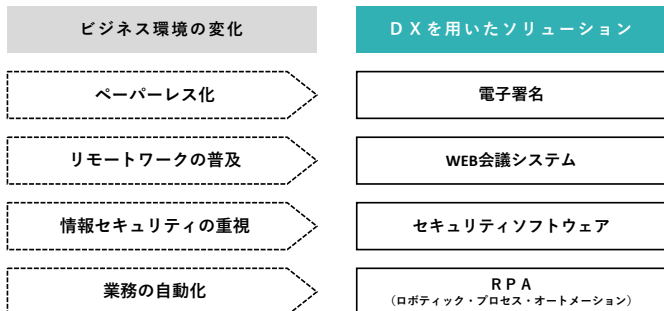 ビジネス環境の変化
DXを用いたソリューション
ペーパーレス化
電子署名
リモートワークの普及
WEB会議システム
情報セキュリティの重視
セキュリティソフトウェア
業務の自動化
RPA
（ロボティック・プロセス・オートメーション）